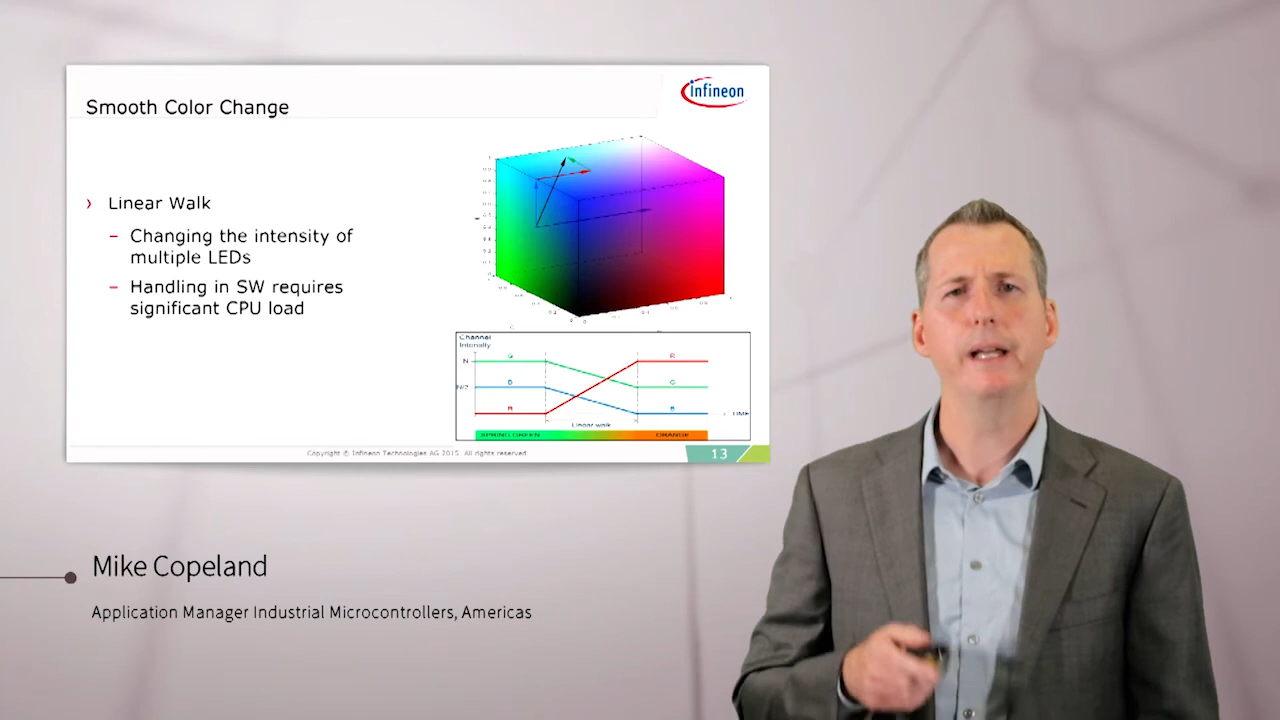 Smooth Color Change
infineon
› Linear Walk
– Changing the intensity of
multiple LEDs
– Handling in SW requires
significant CPU load
Channel
Intensity
N
G
R
N/2
B
G
R
B
TIME
Linear walk
SPRING GREEN
ORANGE
Copyright © Infineon Technologies AG 2015. All rights reserved.
13
Mike Copeland
Application Manager Industrial Microcontrollers, Americas